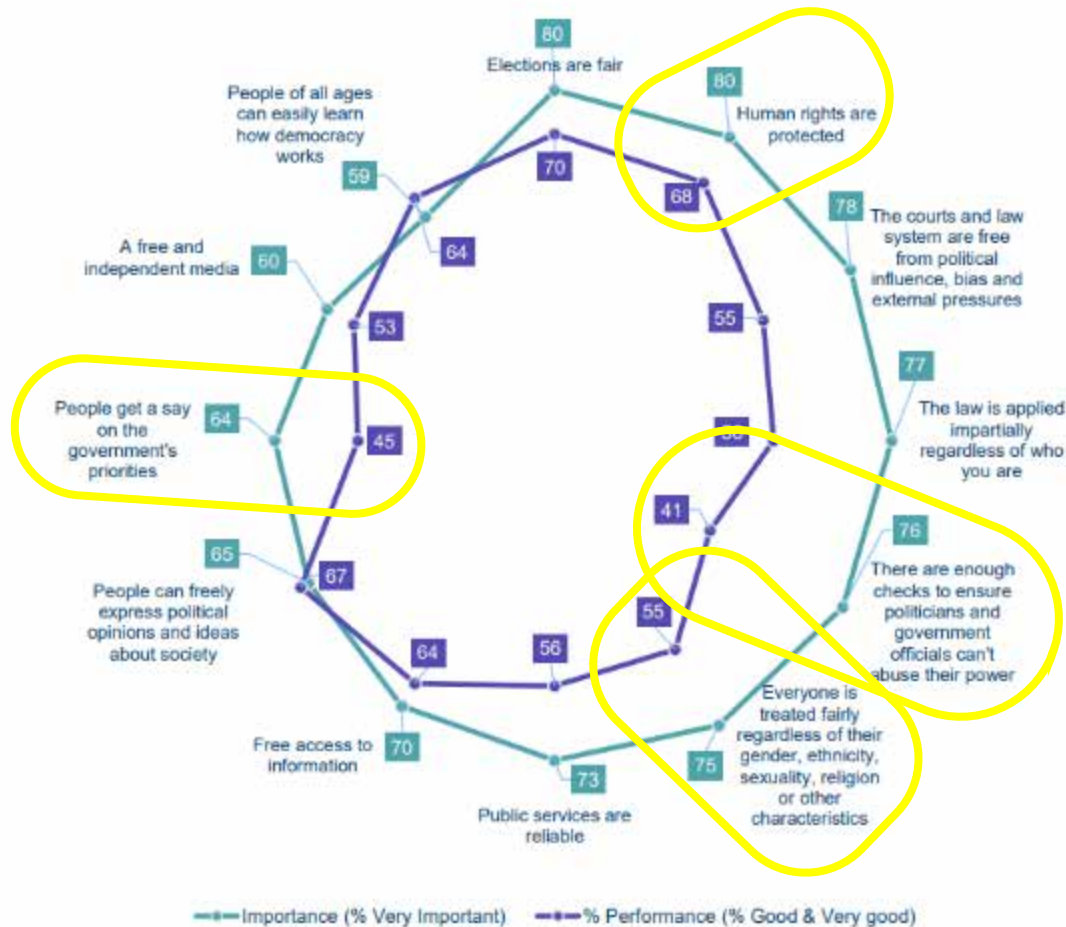 80
Elections are fair
80
Human rights are
protected
People of all ages
can easily learn
how democracy
works
59
70
68
78
The courts and law
system are free
from political
influence, bias and
external pressures
A free and
independent media
60
64
53
55
77
The law is applied
impartially
regardless of who
you are
People get a say
on the
government's
priorities
64
45
41
76
There are enough
checks to ensure
politicians and
government
officials can't
abuse their power
65
67
People can freely
express political
opinions and ideas
about society
64
56
55
Everyone is
treated fairly
regardless of their
gender, ethnicity,
sexuality, religion
or other
characteristics
75
Free access to
information
70
73
Public services are
reliable
Importance (% Very Important)
% Performance (% Good & Very good)